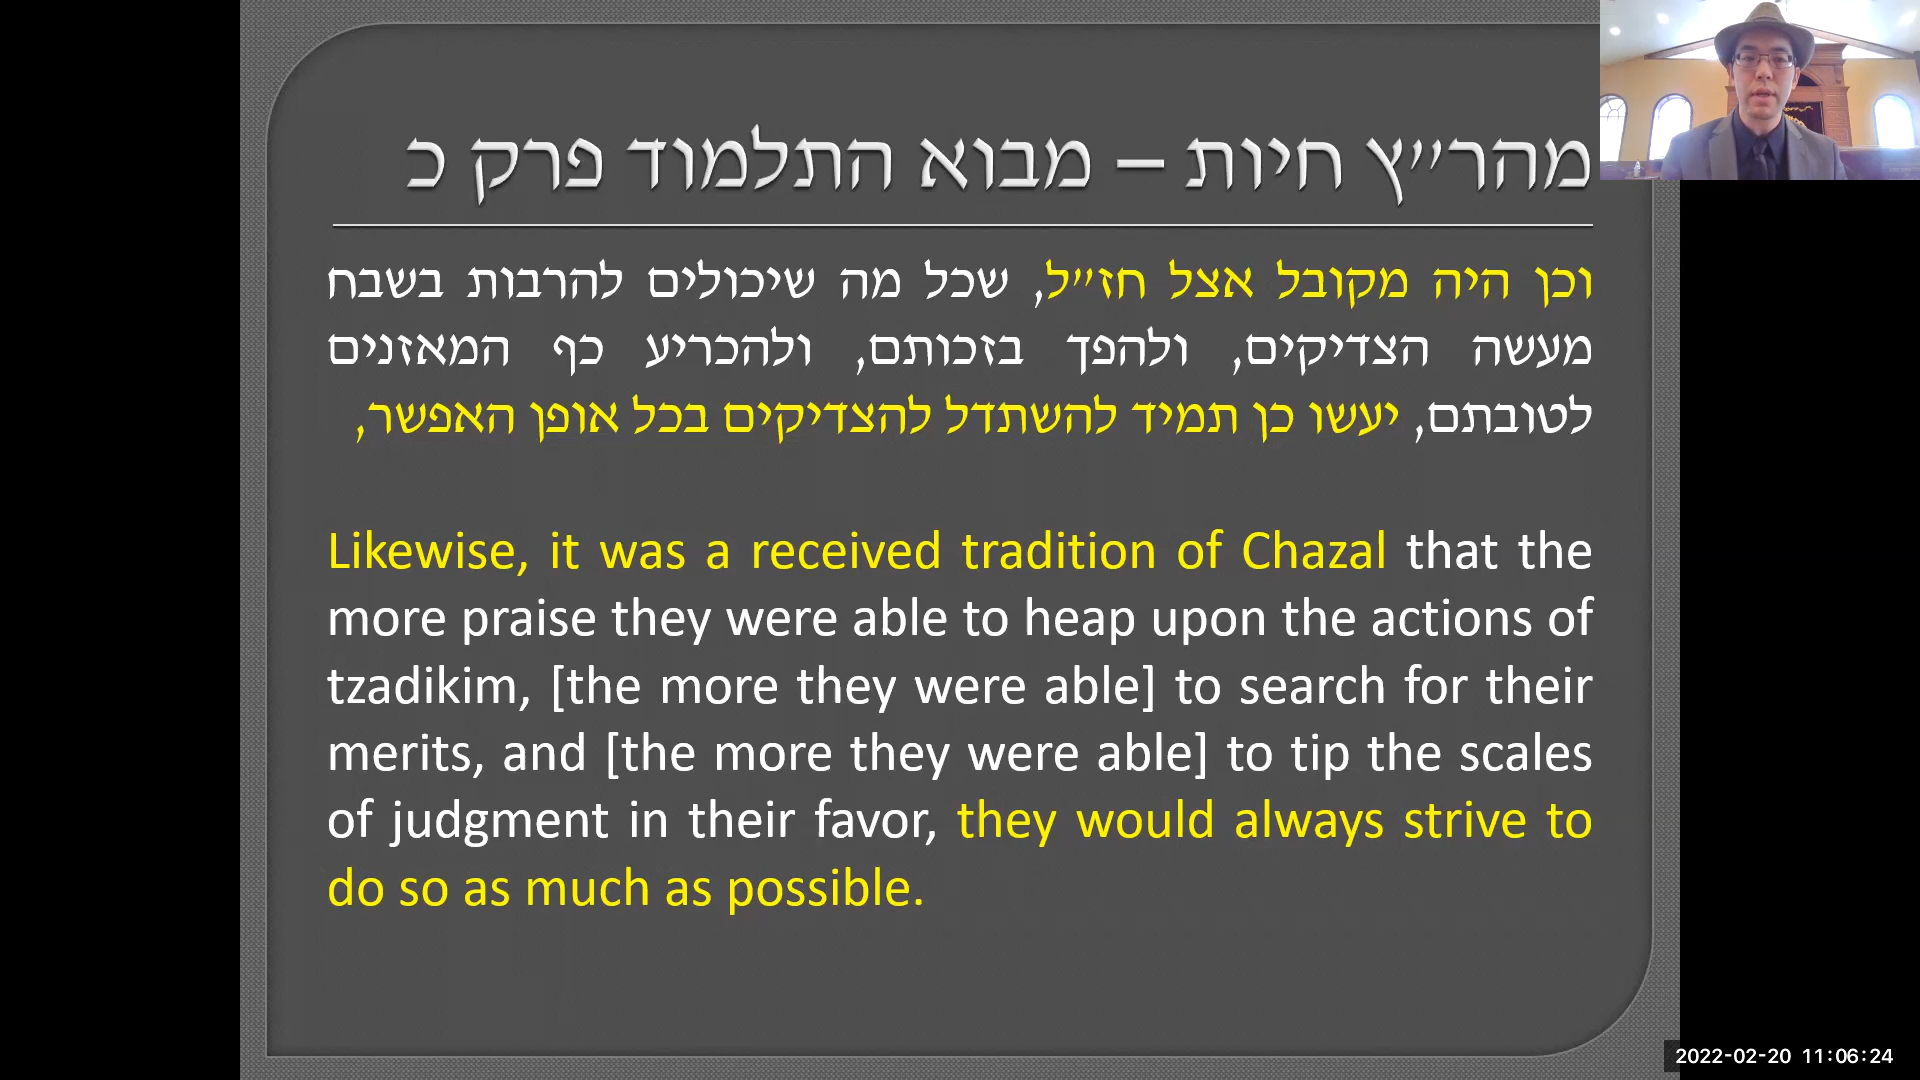 מהר״ץ חיות – מבוא התלמוד פרק כ
וכן היה מקובל אצל חז״ל, שכל מה שיכולים להרבות בשבח
מעשה הצדיקים, ולהפך בזכותם, ולהכריע כף המאזנים
לטובתם, יעשו כן תמיד להשתדל להצדיקים בכל אופן האפשר,
Likewise, it was a received tradition of Chazal that the
more praise they were able to heap upon the actions of
tzadikim, [the more they were able] to search for their
merits, and [the more they were able] to tip the scales
of judgment in their favor, they would always strive to
do so as much as possible.
2022-02-20 11:06:24